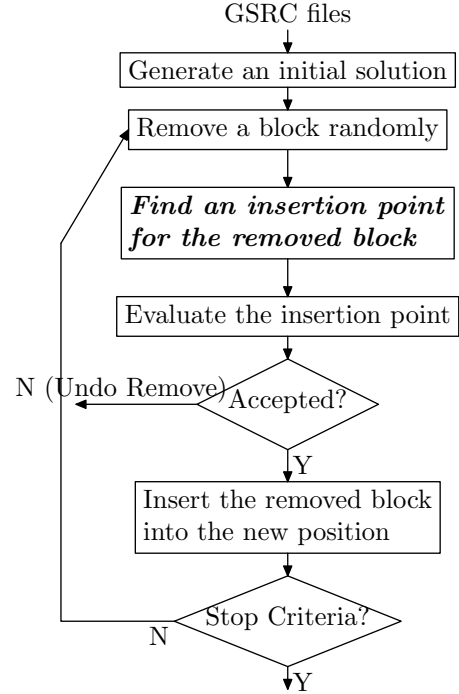 GSRC files
Generate an initial solution
Remove a block randomly
Find an insertion point
for the removed block
Evaluate the insertion point
N (Undo Remove)
Accepted?
Y
Insert the removed block
into the new position
Stop Criteria?
N
Y